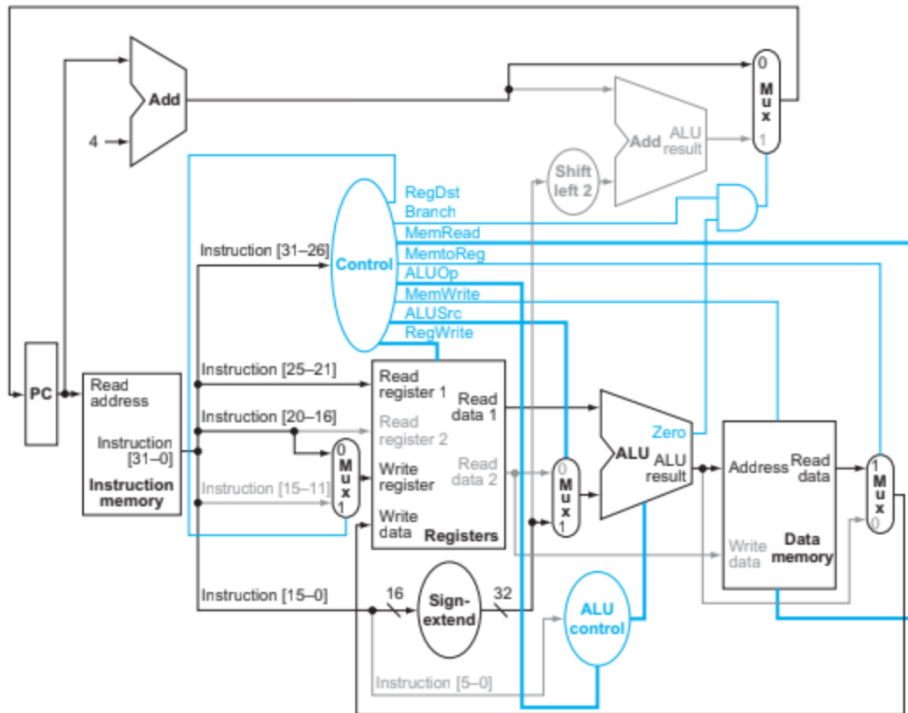 0
M
u
x
1
Add
4
Add
ALU
result
Shift
left 2
RegDst
Branch
MemRead
MemtoReg
ALUOp
MemWrite
ALUSrc
RegWrite
Instruction [31–26]
Control
PC
Read
address
Instruction
[31–0]
Instruction
memory
Instruction [25–21]
Instruction [20–16]
Instruction [15–11]
0
M
u
x
1
Read
register 1
Read
register 2
Write
register
Write
data
Read
data 1
Read
data 2
Registers
0
M
u
x
1
Zero
ALU
ALU
result
Address
Read
data
Write
data
Data
memory
1
M
u
x
0
Instruction [15–0]
16
Sign-
extend
32
ALU
control
Instruction [5–0]